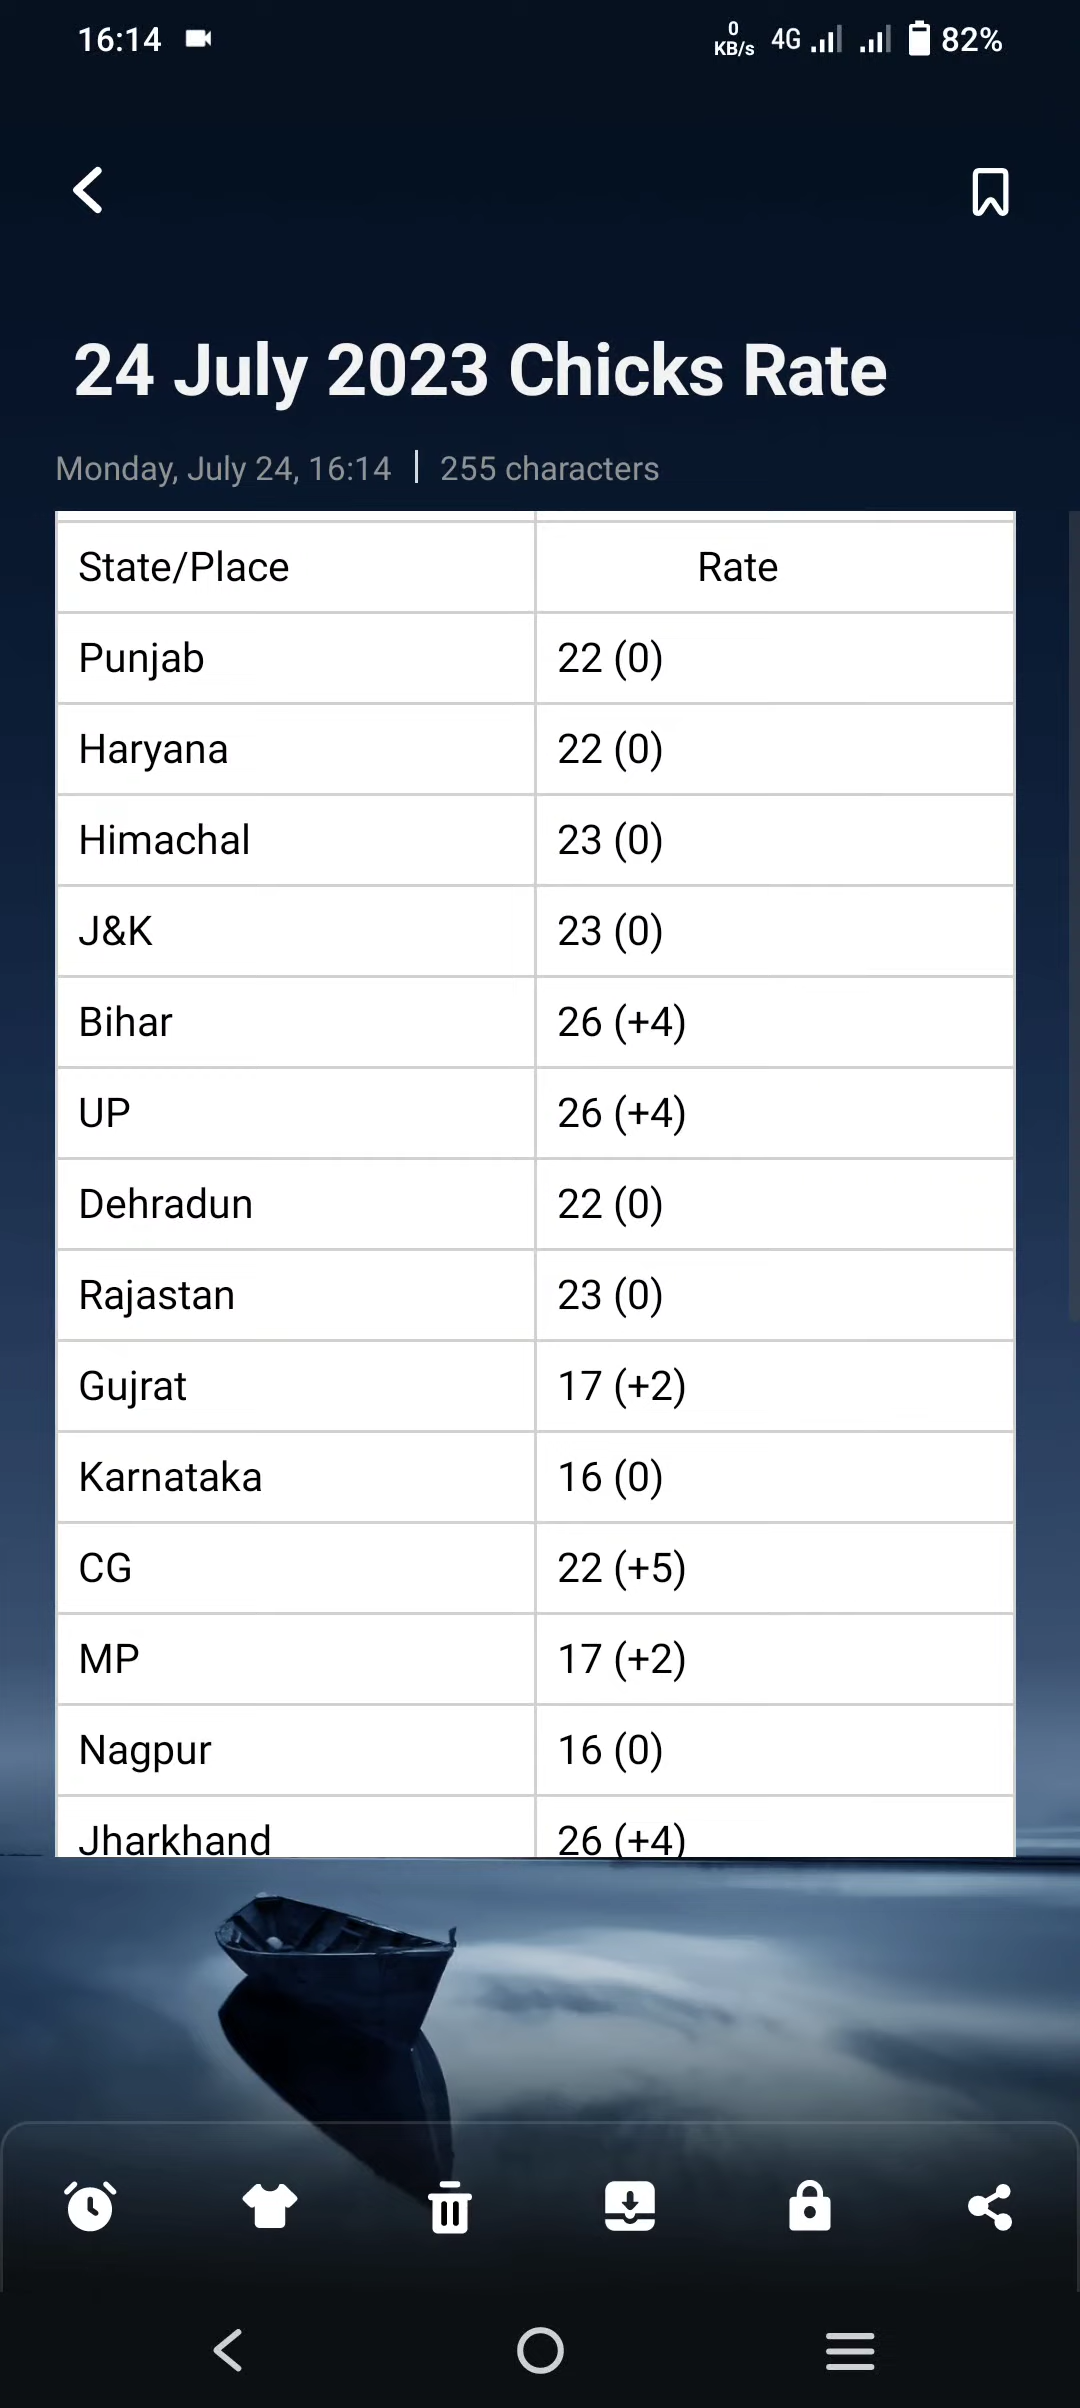 16:14 0 KB/s 4G 82%
24 July 2023 Chicks Rate
Monday, July 24, 16:14 | 255 characters
State/Place Rate
Punjab 22 (0)
Haryana 22 (0)
Himachal 23 (0)
J&K 23 (0)
Bihar 26 (+4)
UP 26 (+4)
Dehradun 22 (0)
Rajastan 23 (0)
Gujrat 17 (+2)
Karnataka 16 (0)
CG 22 (+5)
MP 17 (+2)
Nagpur 16 (0)
Jharkhand 26 (+4)